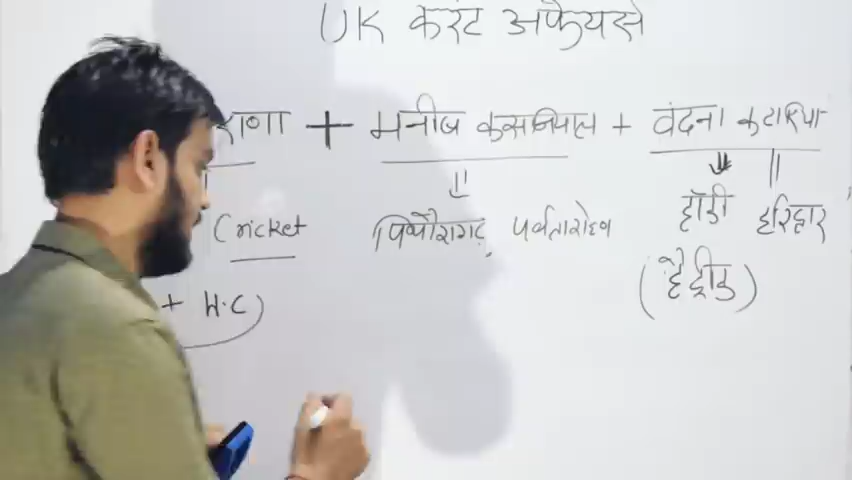 UK करंट अफेयर्स
राणा + मनीष कसनियाल + वंदना कटारिया
Cricket पिथौरागढ़ पर्वतारोहण हॉकी हरिद्वार
+ W.C) (हैट्रीक)